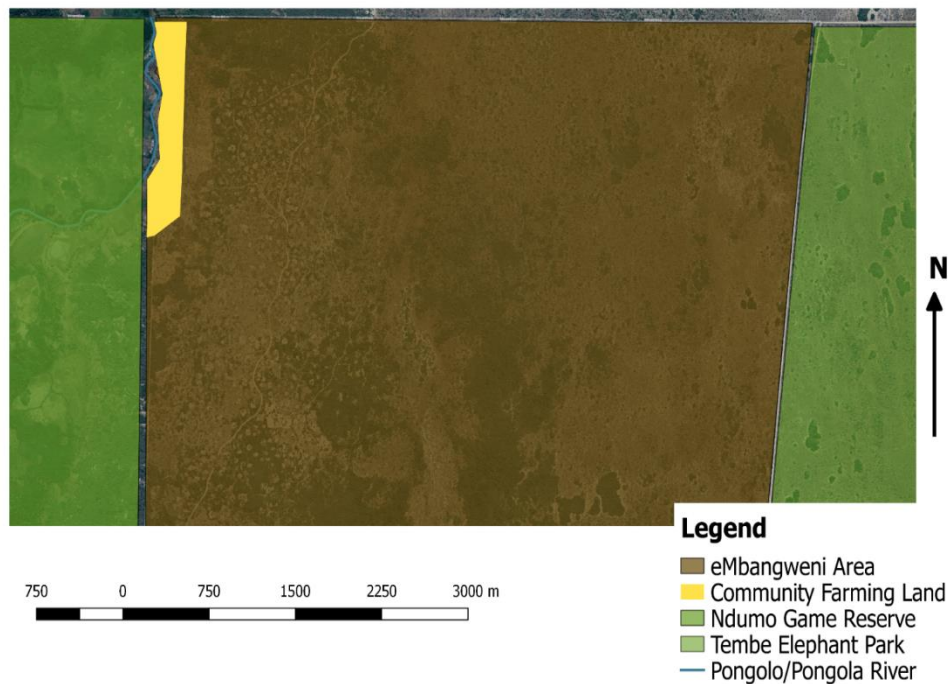 N
750 0 750 1500 2250 3000 m
Legend
eMbangweni Area
Community Farming Land
Ndumo Game Reserve
Tembe Elephant Park
Pongolo/Pongola River